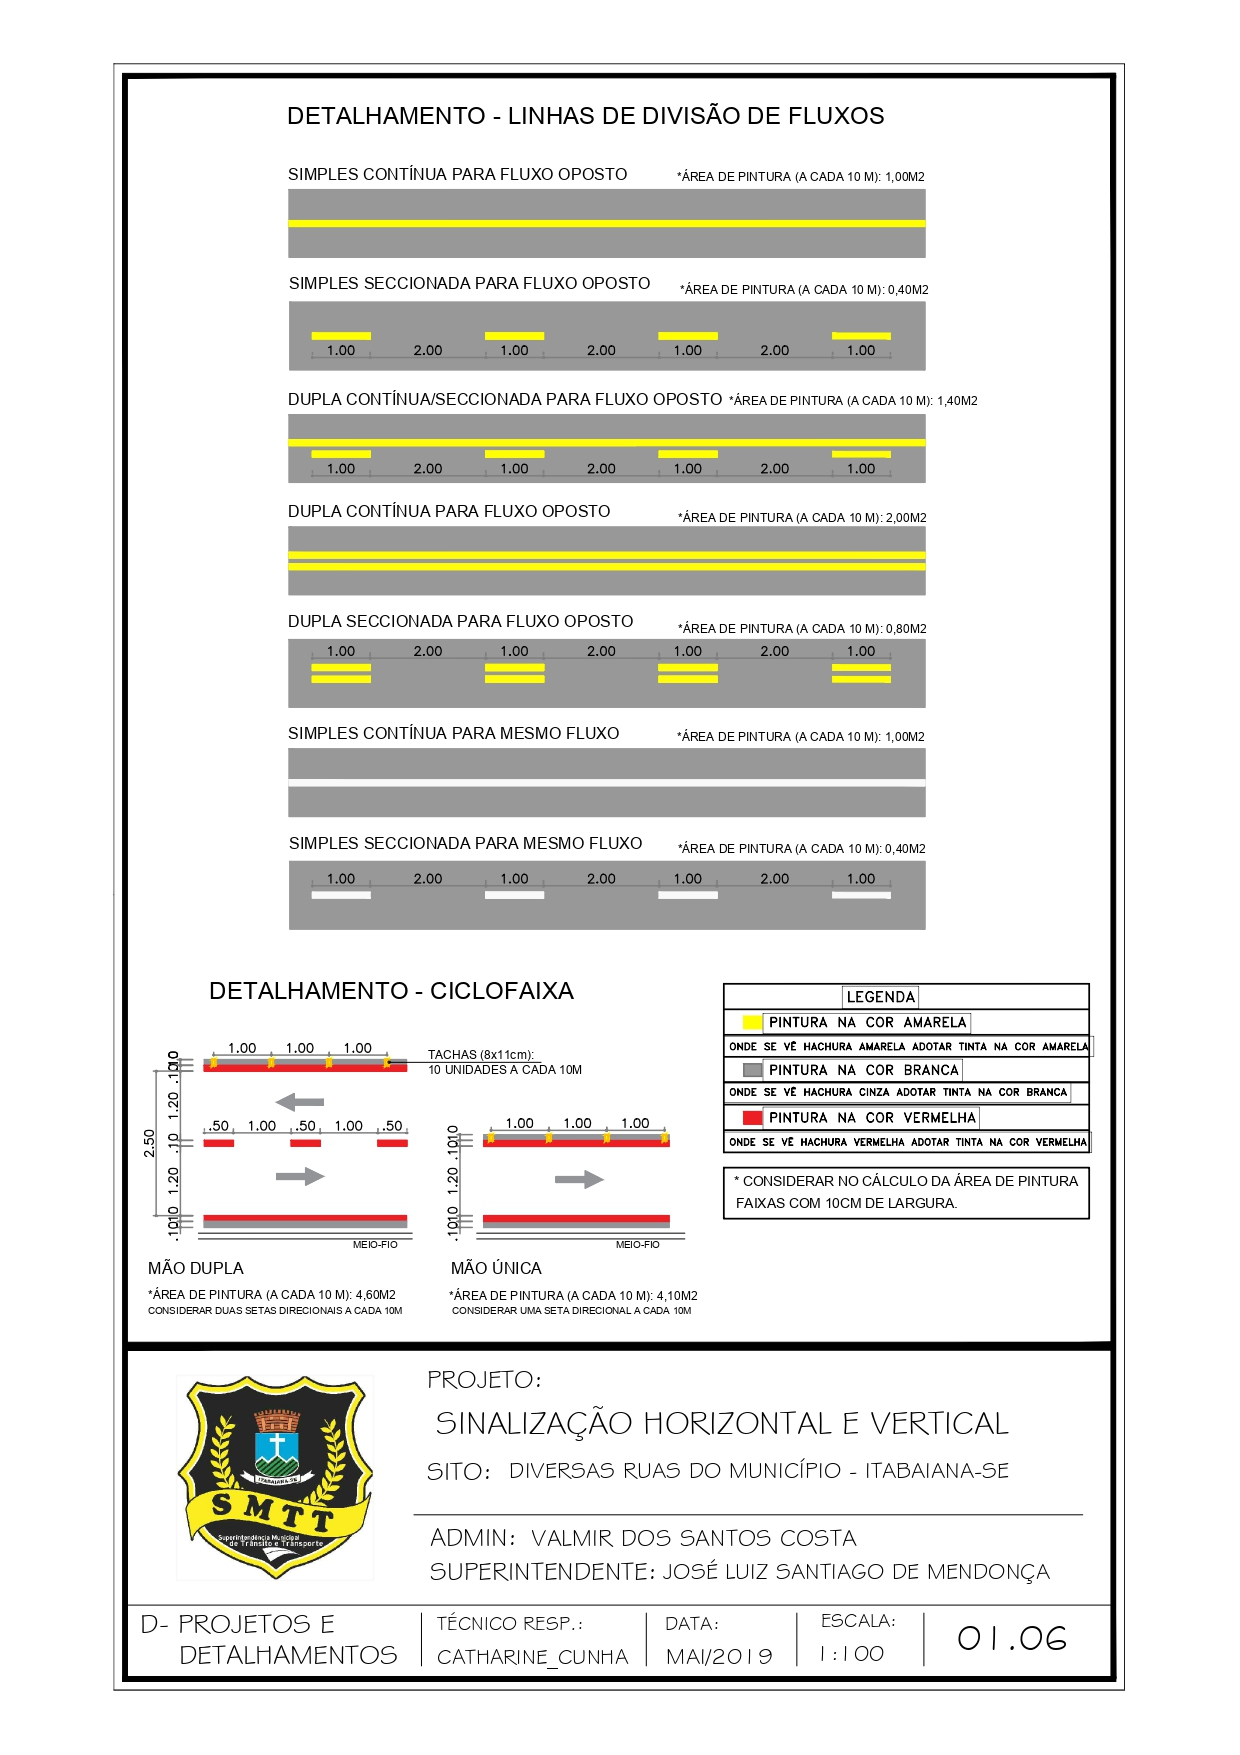 DETALHAMENTO - LINHAS DE DIVISÃO DE FLUXOS
SIMPLES CONTÍNUA PARA FLUXO OPOSTO *ÁREA DE PINTURA (A CADA 10 M): 1,00M2
SIMPLES SECCIONADA PARA FLUXO OPOSTO *ÁREA DE PINTURA (A CADA 10 M): 0,40M2
1.00 2.00 1.00 2.00 1.00 2.00 1.00
DUPLA CONTÍNUA/SECCIONADA PARA FLUXO OPOSTO *ÁREA DE PINTURA (A CADA 10 M): 1,40M2
1.00 2.00 1.00 2.00 1.00 2.00 1.00
DUPLA CONTÍNUA PARA FLUXO OPOSTO *ÁREA DE PINTURA (A CADA 10 M): 2,00M2
DUPLA SECCIONADA PARA FLUXO OPOSTO *ÁREA DE PINTURA (A CADA 10 M): 0,80M2
1.00 2.00 1.00 2.00 1.00 2.00 1.00
SIMPLES CONTÍNUA PARA MESMO FLUXO *ÁREA DE PINTURA (A CADA 10 M): 1,00M2
SIMPLES SECCIONADA PARA MESMO FLUXO *ÁREA DE PINTURA (A CADA 10 M): 0,40M2
1.00 2.00 1.00 2.00 1.00 2.00 1.00
DETALHAMENTO - CICLOFAIXA
1.00 1.00 1.00
TACHAS (8x11cm):
10 UNIDADES A CADA 10M
.10 .10
1.20
.50 1.00 .50 1.00 .50
.10
2.50
1.20
.10 .10
MEIO-FIO
MÃO DUPLA
*ÁREA DE PINTURA (A CADA 10 M): 4,60M2
CONSIDERAR DUAS SETAS DIRECIONAIS A CADA 10M
1.00 1.00 1.00
.10 .10
1.20
.10 .10
MEIO-FIO
MÃO ÚNICA
*ÁREA DE PINTURA (A CADA 10 M): 4,10M2
CONSIDERAR UMA SETA DIRECIONAL A CADA 10M
LEGENDA
PINTURA NA COR AMARELA
ONDE SE VÊ HACHURA AMARELA ADOTAR TINTA NA COR AMARELA
PINTURA NA COR BRANCA
ONDE SE VÊ HACHURA CINZA ADOTAR TINTA NA COR BRANCA
PINTURA NA COR VERMELHA
ONDE SE VÊ HACHURA VERMELHA ADOTAR TINTA NA COR VERMELHA
* CONSIDERAR NO CÁLCULO DA ÁREA DE PINTURA
FAIXAS COM 10CM DE LARGURA.
ITABAIANA-SE
SMTT
Superintendência Municipal
de Trânsito e Transporte
PROJETO:
SINALIZAÇÃO HORIZONTAL E VERTICAL
SITO: DIVERSAS RUAS DO MUNICÍPIO - ITABAIANA-SE
ADMIN: VALMIR DOS SANTOS COSTA
SUPERINTENDENTE: JOSÉ LUIZ SANTIAGO DE MENDONÇA
D- PROJETOS E
DETALHAMENTOS
TÉCNICO RESP.:
CATHARINE_CUNHA
DATA:
MAI/2019
ESCALA:
1:100
01.06